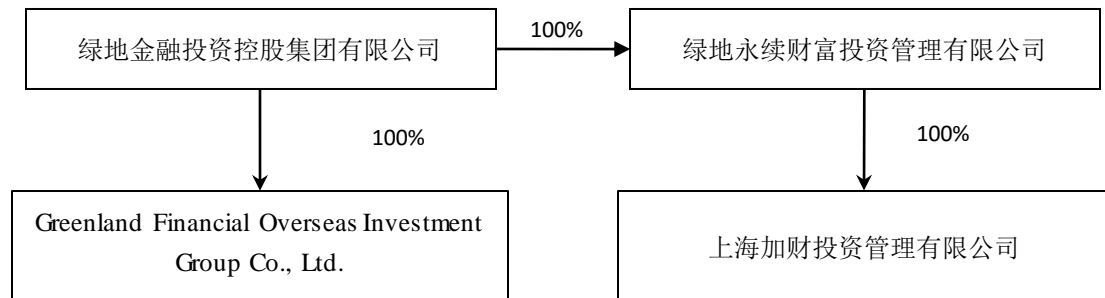 绿地金融投资控股集团有限公司
100%
绿地永续财富投资管理有限公司
100%
100%
Greenland Financial Overseas Investment
Group Co., Ltd.
上海加财投资管理有限公司